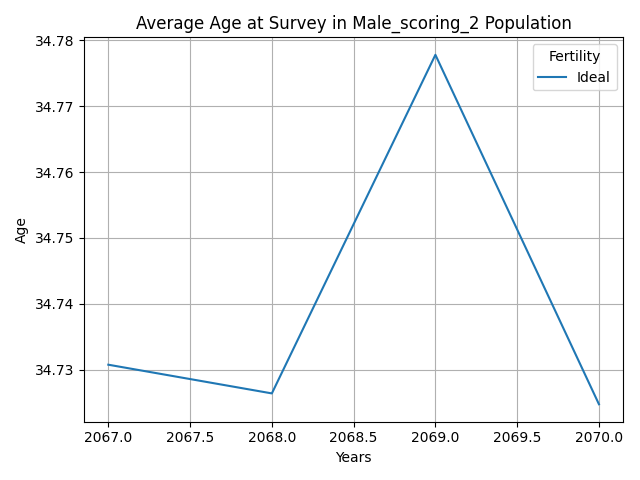 Average Age at Survey in Male_scoring_2 Population
34.78
34.77
34.76
34.75
34.74
34.73
Age
Fertility
Ideal
2067.0 2067.5 2068.0 2068.5 2069.0 2069.5 2070.0
Years